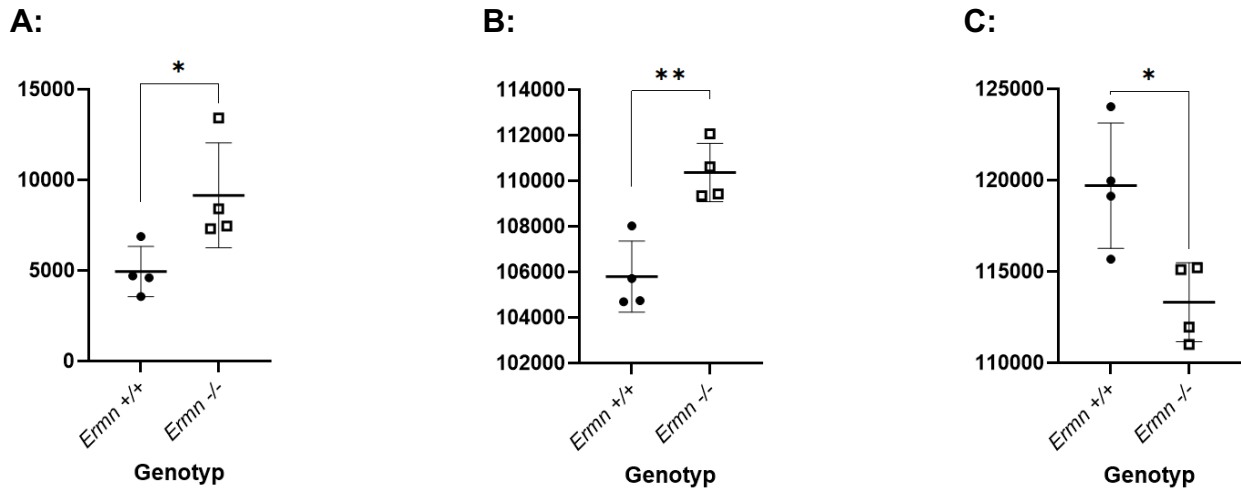 A:
*
15000
10000
5000
0
Ermn +/+
Ermn -/-
Genotyp
B:
**
114000
112000
110000
108000
106000
104000
102000
Ermn +/+
Ermn -/-
Genotyp
C:
*
125000
120000
115000
110000
Ermn +/+
Ermn -/-
Genotyp